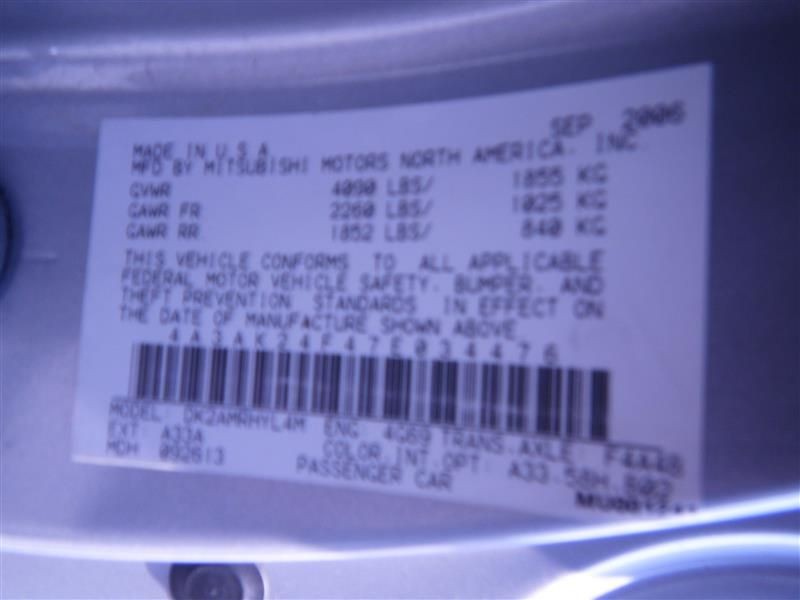 SEP 2006
MADE IN U.S.A.
MFD BY MITSUBISHI MOTORS NORTH AMERICA, INC.
GVWR 4090 LBS/ 1855 KG
GAWR FR 2260 LBS/ 1025 KG
GAWR RR 1852 LBS/ 840 KG
THIS VEHICLE CONFORMS TO ALL APPLICABLE
FEDERAL MOTOR VEHICLE SAFETY, BUMPER, AND
THEFT PREVENTION STANDARDS IN EFFECT ON
THE DATE OF MANUFACTURE SHOWN ABOVE.
4A3AK24F47E034476
MODEL: DK2AMRHYL4M ENG. 4G69 TRANS.AXLE: F4A4B
EXT: A33A COLOR.INT.OPT: A33.58H.802
MDH 092613 PASSENGER CAR